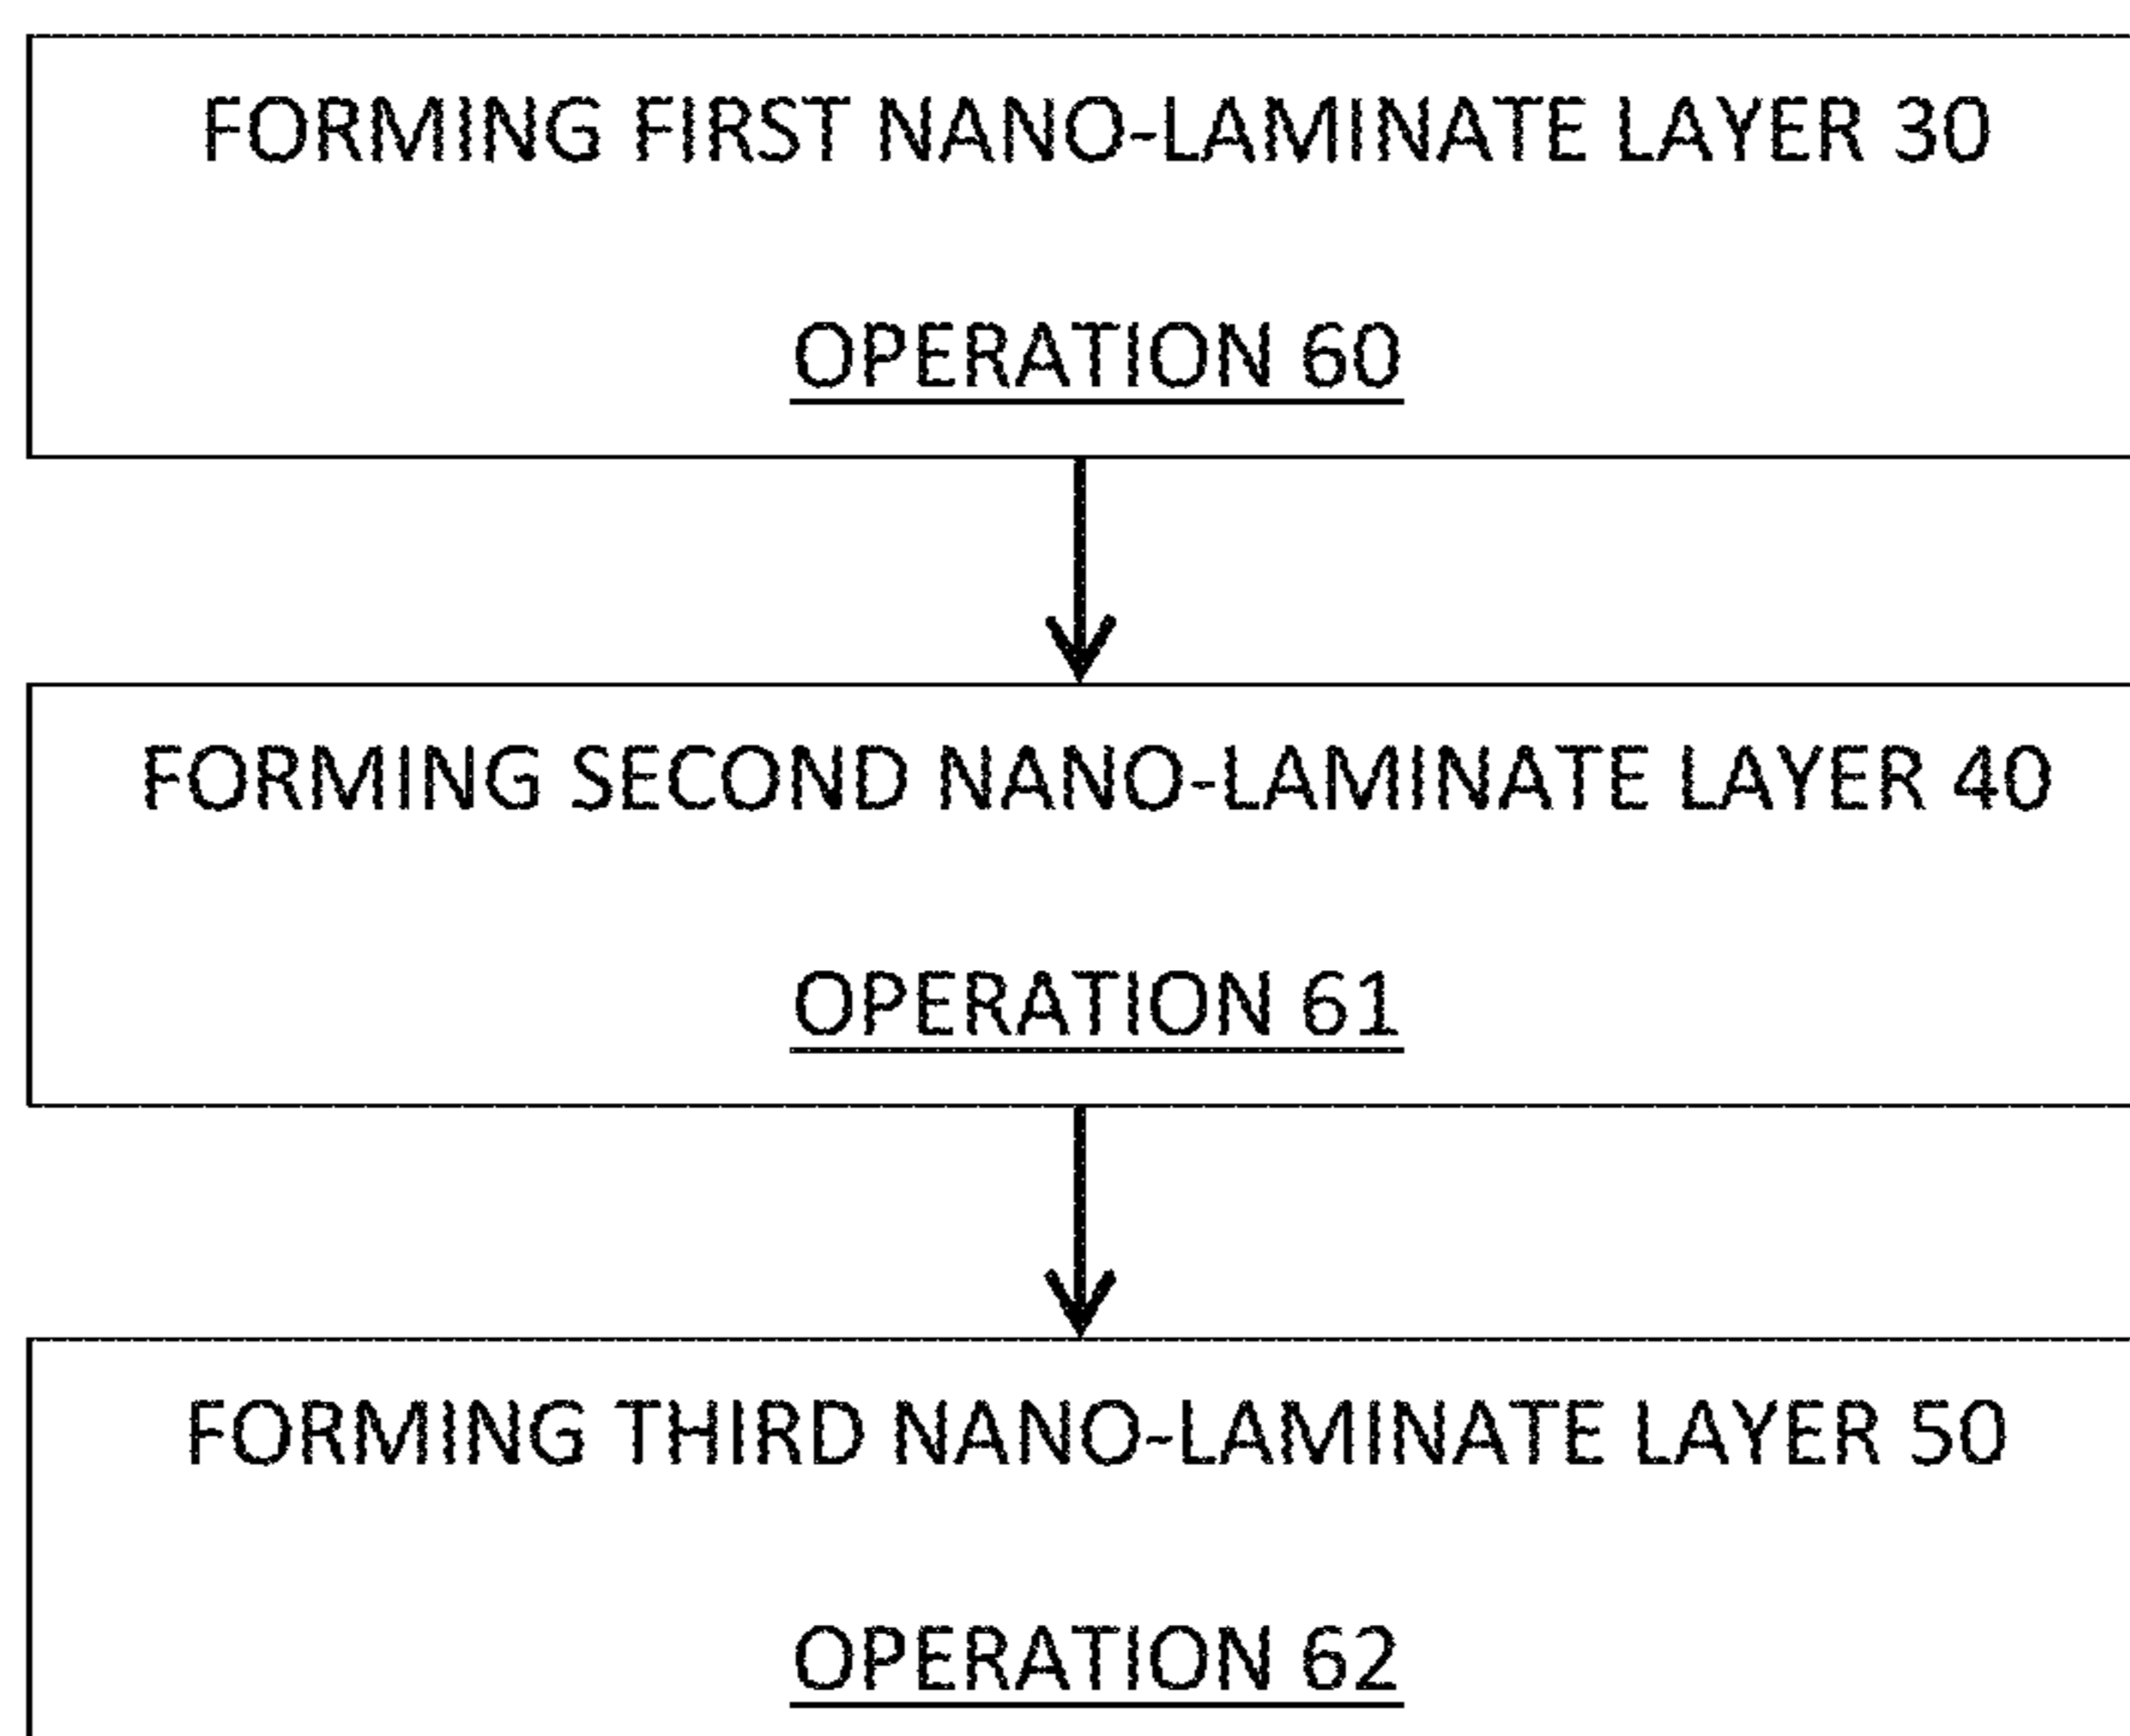 FORMING FIRST NANO-LAMINATE LAYER 30
OPERATION 60
FORMING SECOND NANO-LAMINATE LAYER 40
OPERATION 61
FORMING THIRD NANO-LAMINATE LAYER 50
OPERATION 62